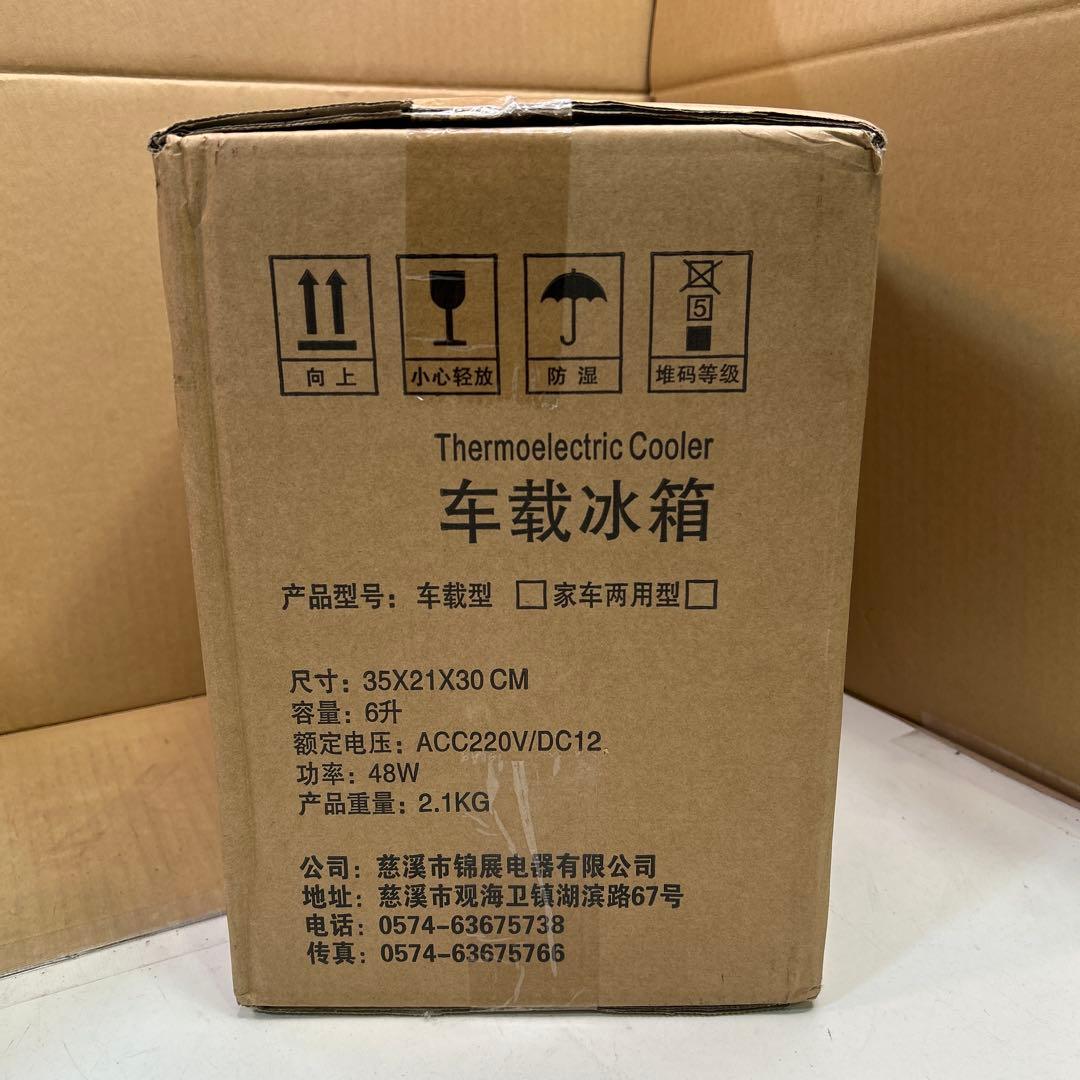 向上 小心轻放 防湿 5 堆码等级
Thermoelectric Cooler
车载冰箱
产品型号：车载型 □家车两用型□
尺寸：35X21X30 CM
容量：6升
额定电压：ACC220V/DC12
功率：48W
产品重量：2.1KG
公司：慈溪市锦展电器有限公司
地址：慈溪市观海卫镇湖滨路67号
电话：0574-63675738
传真：0574-63675766